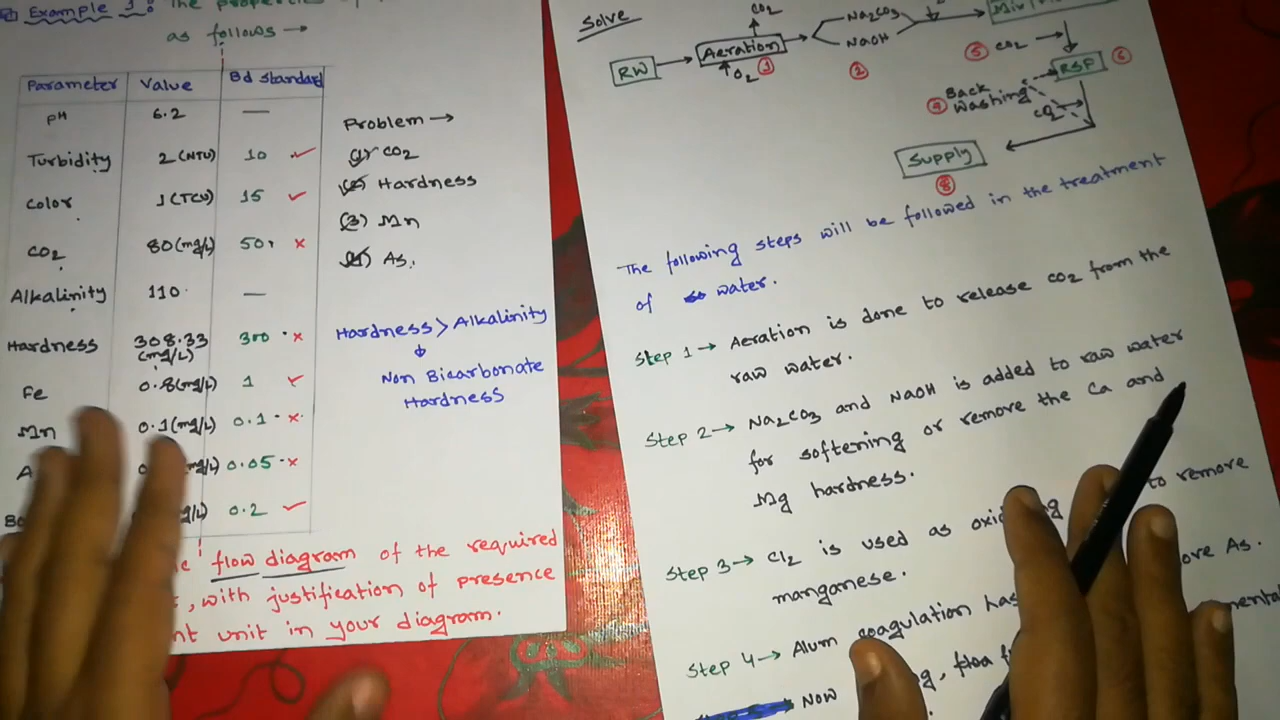 Example 1: The properties of
as follows →
Parameter Value Bd Standard
pH 6.2 —
Turbidity 2 (NTU) 10 ✓
Color 1 (TCU) 15 ✓
CO2 80 (mg/L) 50 ×
Alkalinity 110 —
Hardness 308.33 (mg/L) 300 ×
Fe 0.8 (mg/L) 1 ✓
Mn 0.1 (mg/L) 0.1 ×
(mg/L) 0.05 ×
(mg/L) 0.2 ✓
flow diagram of the required
, with justification of presence
unit in your diagram.
Problem →
CO2
Hardness
(3) Mn
As.
Hardness > Alkalinity
↓
Non Bicarbonate
Hardness
Solve
RW → Aeration → Na2CO3
NaOH
CO2
O2
1
2
5 CO2
RSF 6
9 Back
Washing
Supply
8
The following steps will be followed in the treatment
of water.
Step 1 → Aeration is done to release CO2 from the
raw water.
Step 2 → Na2CO3 and NaOH is added to raw water
for softening or remove the Ca and
Mg hardness.
Step 3 → Cl2 is used as to remove
manganese.
Step 4 → Alum coagulation has As.
Now